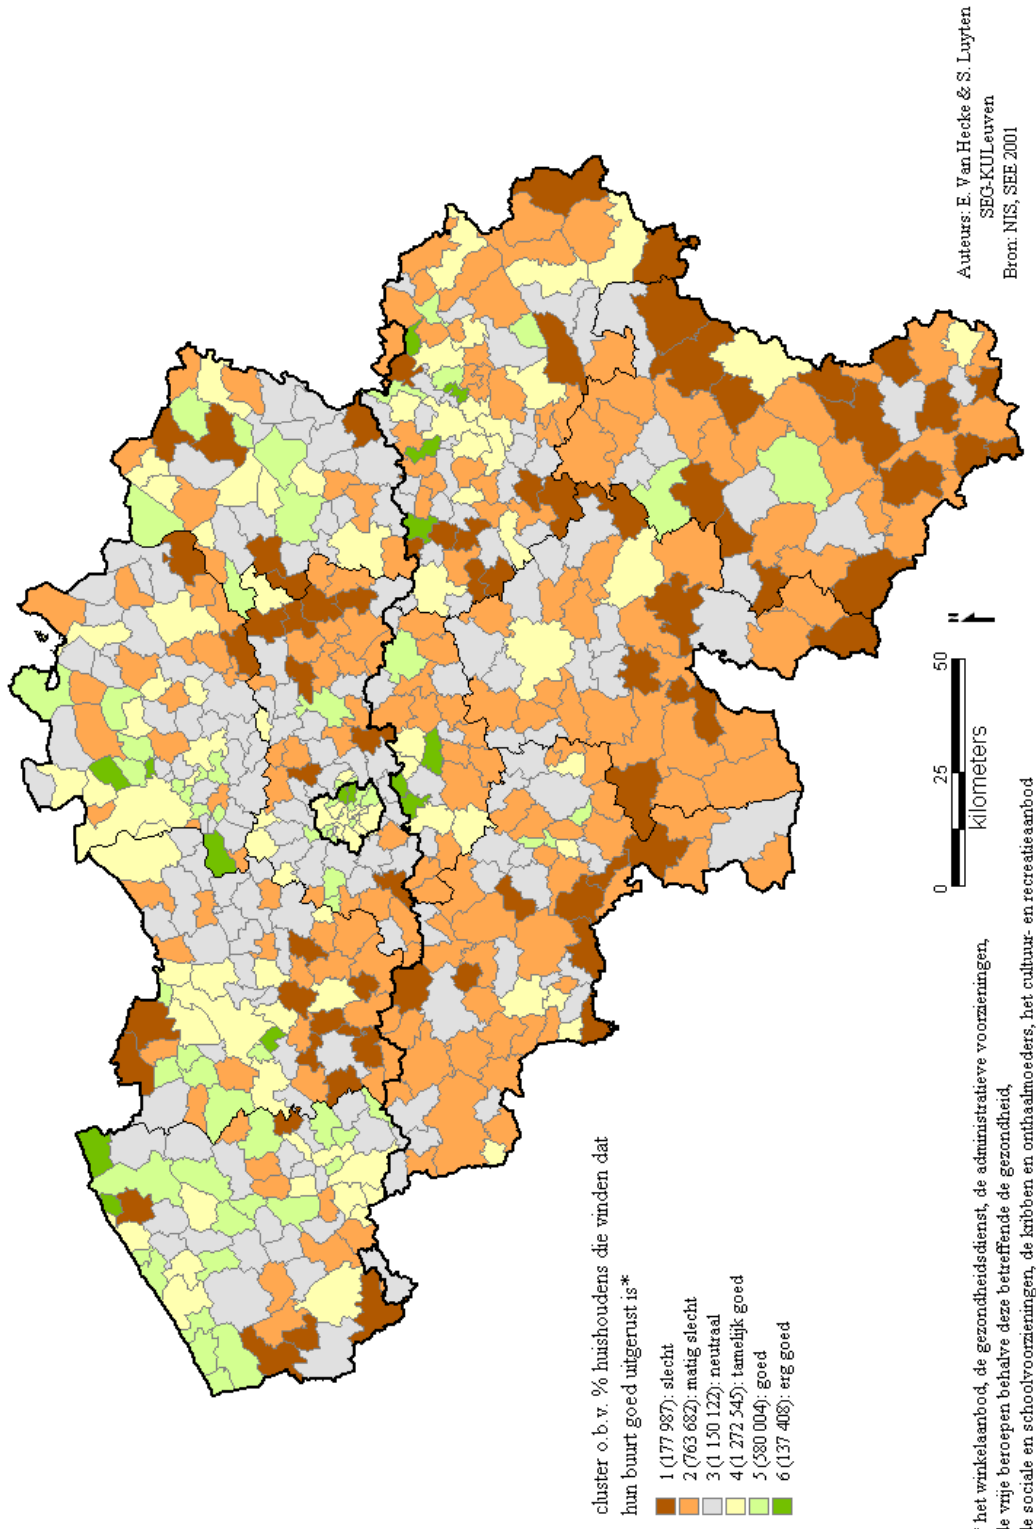 cluster o.b.v. % huishoudens die vinden dat
hun buurt goed uitgerust is*
1 (177 987): slecht
2 (763 682): matig slecht
3 (1 150 122): neutraal
4 (1 272 545): tamelijk goed
5 (580 004): goed
6 (137 408): erg goed
* het winkelaanbod, de gezondheidsdienst, de administratieve voorzieningen,
de vrije beroepen behalve deze betreffende de gezondheid,
de sociale en schoolvoorzieningen, de kribben en onthaalmoeders, het cultuur- en recreatieaanbod
0 25 50
kilometers
N
Auteurs: E. Van Hecke & S. Luyten
SEG-KULeuven
Bron: NIS, SEE 2001